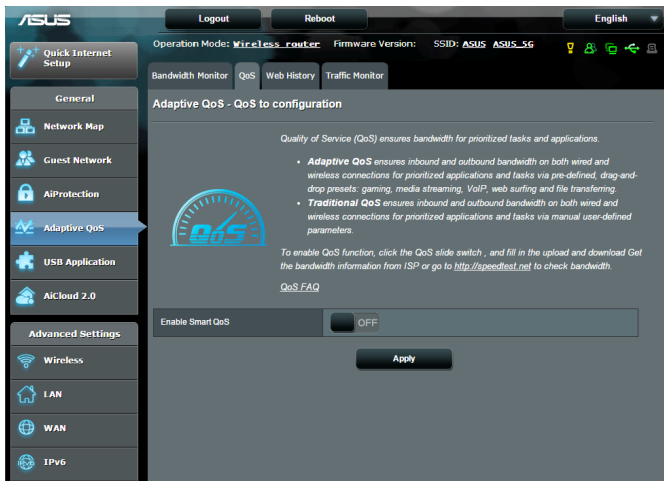 ASUS
Logout
Reboot
English
Quick Internet
Setup
Operation Mode: Wireless router Firmware Version: SSID: ASUS ASUS_5G
Bandwidth Monitor
QoS
Web History
Traffic Monitor
General
Network Map
Guest Network
AiProtection
Adaptive QoS
USB Application
AiCloud 2.0
Advanced Settings
Wireless
LAN
WAN
IPv6
Adaptive QoS - QoS to configuration
QoS
Quality of Service (QoS) ensures bandwidth for prioritized tasks and applications.
• Adaptive QoS ensures inbound and outbound bandwidth on both wired and
wireless connections for prioritized applications and tasks via pre-defined, drag-and-
drop presets: gaming, media streaming, VoIP, web surfing and file transferring.
• Traditional QoS ensures inbound and outbound bandwidth on both wired and
wireless connections for prioritized applications and tasks via manual user-defined
parameters.
To enable QoS function, click the QoS slide switch , and fill in the upload and download Get
the bandwidth information from ISP or go to http://speedtest.net to check bandwidth.
QoS FAQ
Enable Smart QoS
OFF
Apply